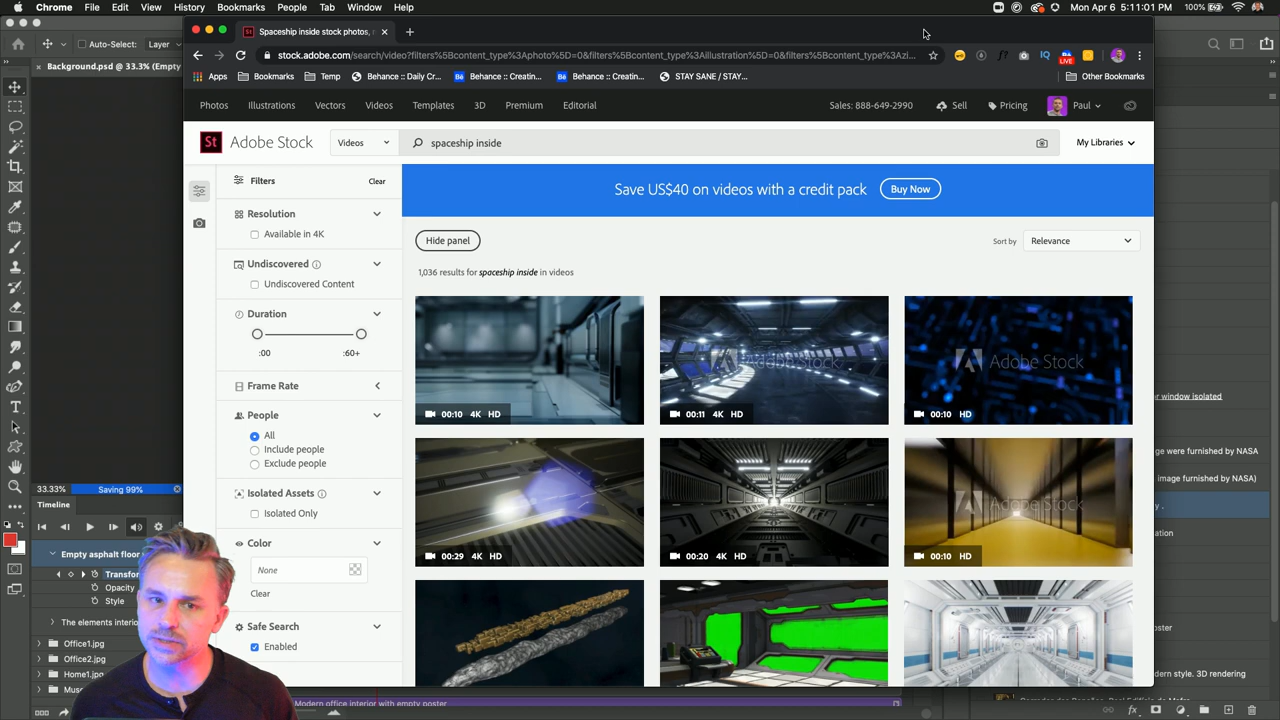 Chrome File Edit View History Bookmarks People Tab Window Help
100% Mon Apr 6 5:11:01 PM
Auto-Select: Layer
Background.psd @ 33.3% (Empty a
St Spaceship inside stock photos,
stock.adobe.com/search/video?filters%5Bcontent_type%3Aphoto%5D=0&filters%5Bcontent_type%3Aillustration%5D=0&filters%5Bcontent_type%3Azi...
LIVE
Apps Bookmarks Temp Behance :: Daily Cr... Behance :: Creatin... Behance :: Creatin... STAY SANE / STAY... Other Bookmarks
Photos Illustrations Vectors Videos Templates 3D Premium Editorial Sales: 888-649-2990 Sell Pricing Paul
St Adobe Stock Videos spaceship inside My Libraries
Filters Clear
Save US$40 on videos with a credit pack Buy Now
Resolution
Available in 4K
Hide panel Sort by Relevance
Undiscovered
Undiscovered Content
1,036 results for spaceship inside in videos
Duration
:00 :60+
Adobe Stock
Adobe Stock
Frame Rate
People
All
Include people
Exclude people
00:10 4K HD
00:11 4K HD
00:10 HD
Isolated Assets
Isolated Only
Adobe Stock
Color
None
Clear
00:29 4K HD
00:20 4K HD
00:10 HD
Safe Search
Enabled
33.33% Saving 99%
Timeline
Empty asphalt floor
Transfor
Opacity
Style
The elements interio
Office1.jpg
Office2.jpg
Home1.jpg
Muse
Modern office interior with empty poster
r window isolated
ge were furnished by NASA
image furnished by NASA)
y .
ation
oster
dern style. 3D rendering